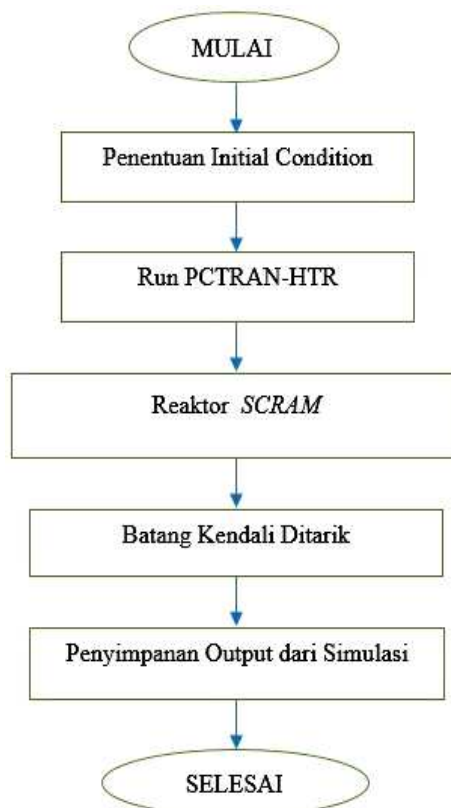 MULAI
Penentuan Initial Condition
Run PCTRAN-HTR
Reaktor SCRAM
Batang Kendali Ditarik
Penyimpanan Output dari Simulasi
SELESAI